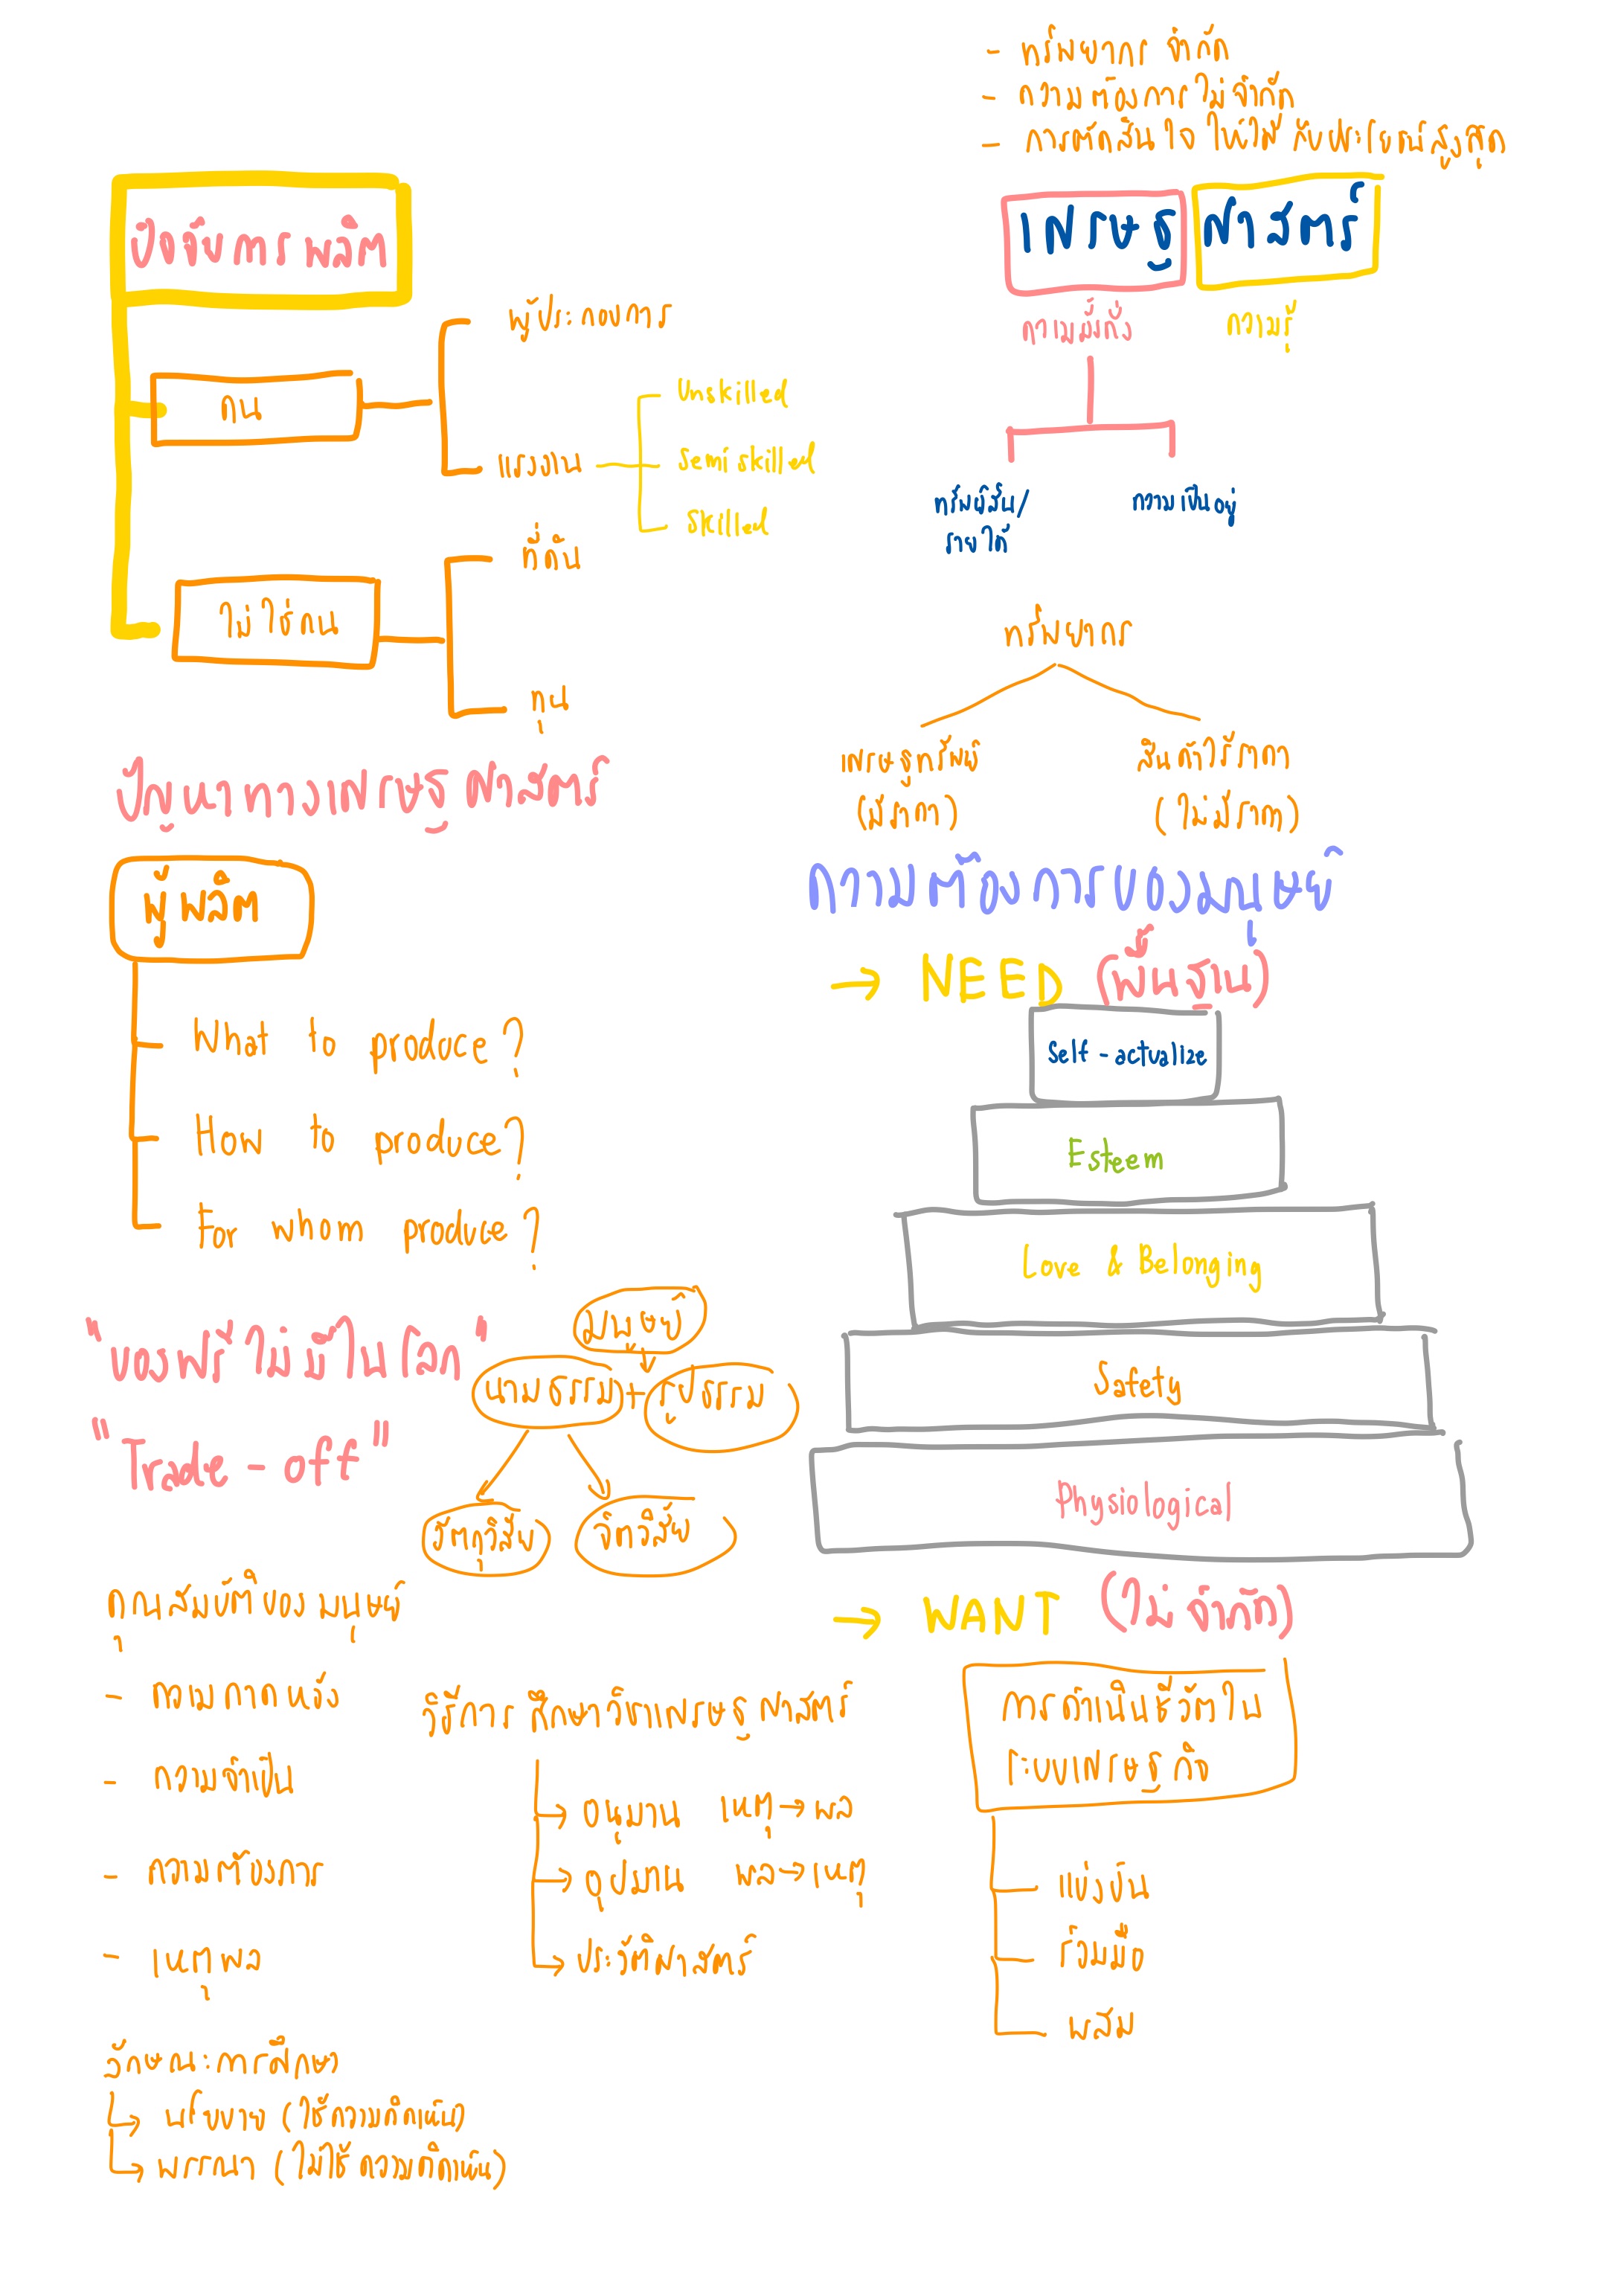 - ทรัพยากร จำกัด
- ความต้องการไม่จำกัด
- การตัดสินใจ ให้ได้รับประโยชน์สูงสุด
เศรษฐ ศาสตร์
ความมั่งคั่ง ความรู้
ทรัพย์สิน/
รายได้
ความเป็นอยู่
ปัจจัยการผลิต
คน
ผู้ประกอบการ
แรงงาน
Unskilled
Semi skilled
Skilled
ไม่ใช่คน
ที่ดิน
ทุน
ทรัพยากร
เศรษฐทรัพย์
(มีราคา)
สินค้าไร้ราคา
(ไม่มีราคา)
ปัญหาทางเศรษฐศาสตร์
ผู้ผลิต
What to produce?
How to produce?
For whom produce?
"ของฟรีไม่มีในโลก"
"Trade-off"
มนุษย์
นามธรรม+รูปธรรม
วัตถุวิสัย จิตวิสัย
ความต้องการของมนุษย์
→ NEED (พื้นฐาน)
Self-actualize
Esteem
Love & Belonging
Safety
Physiological
→ WANT (ไม่จำกัด)
การดำเนินชีวิตใน
ระบบเศรษฐกิจ
แข่งขัน
ร่วมมือ
ผสม
คุณสมบัติของมนุษย์
- ความคาดหวัง
- ความจำเป็น
- ความต้องการ
- เหตุผล
วิธีการศึกษาวิชาเศรษฐศาสตร์
→ อนุมาน เหตุ→ผล
→ อุปมาน ผล→เหตุ
→ ประวัติศาสตร์
ลักษณะการศึกษา
→ นโยบาย (ใช้ความคิดเห็น)
→ พรรณนา (ไม่ใช้ความคิดเห็น)